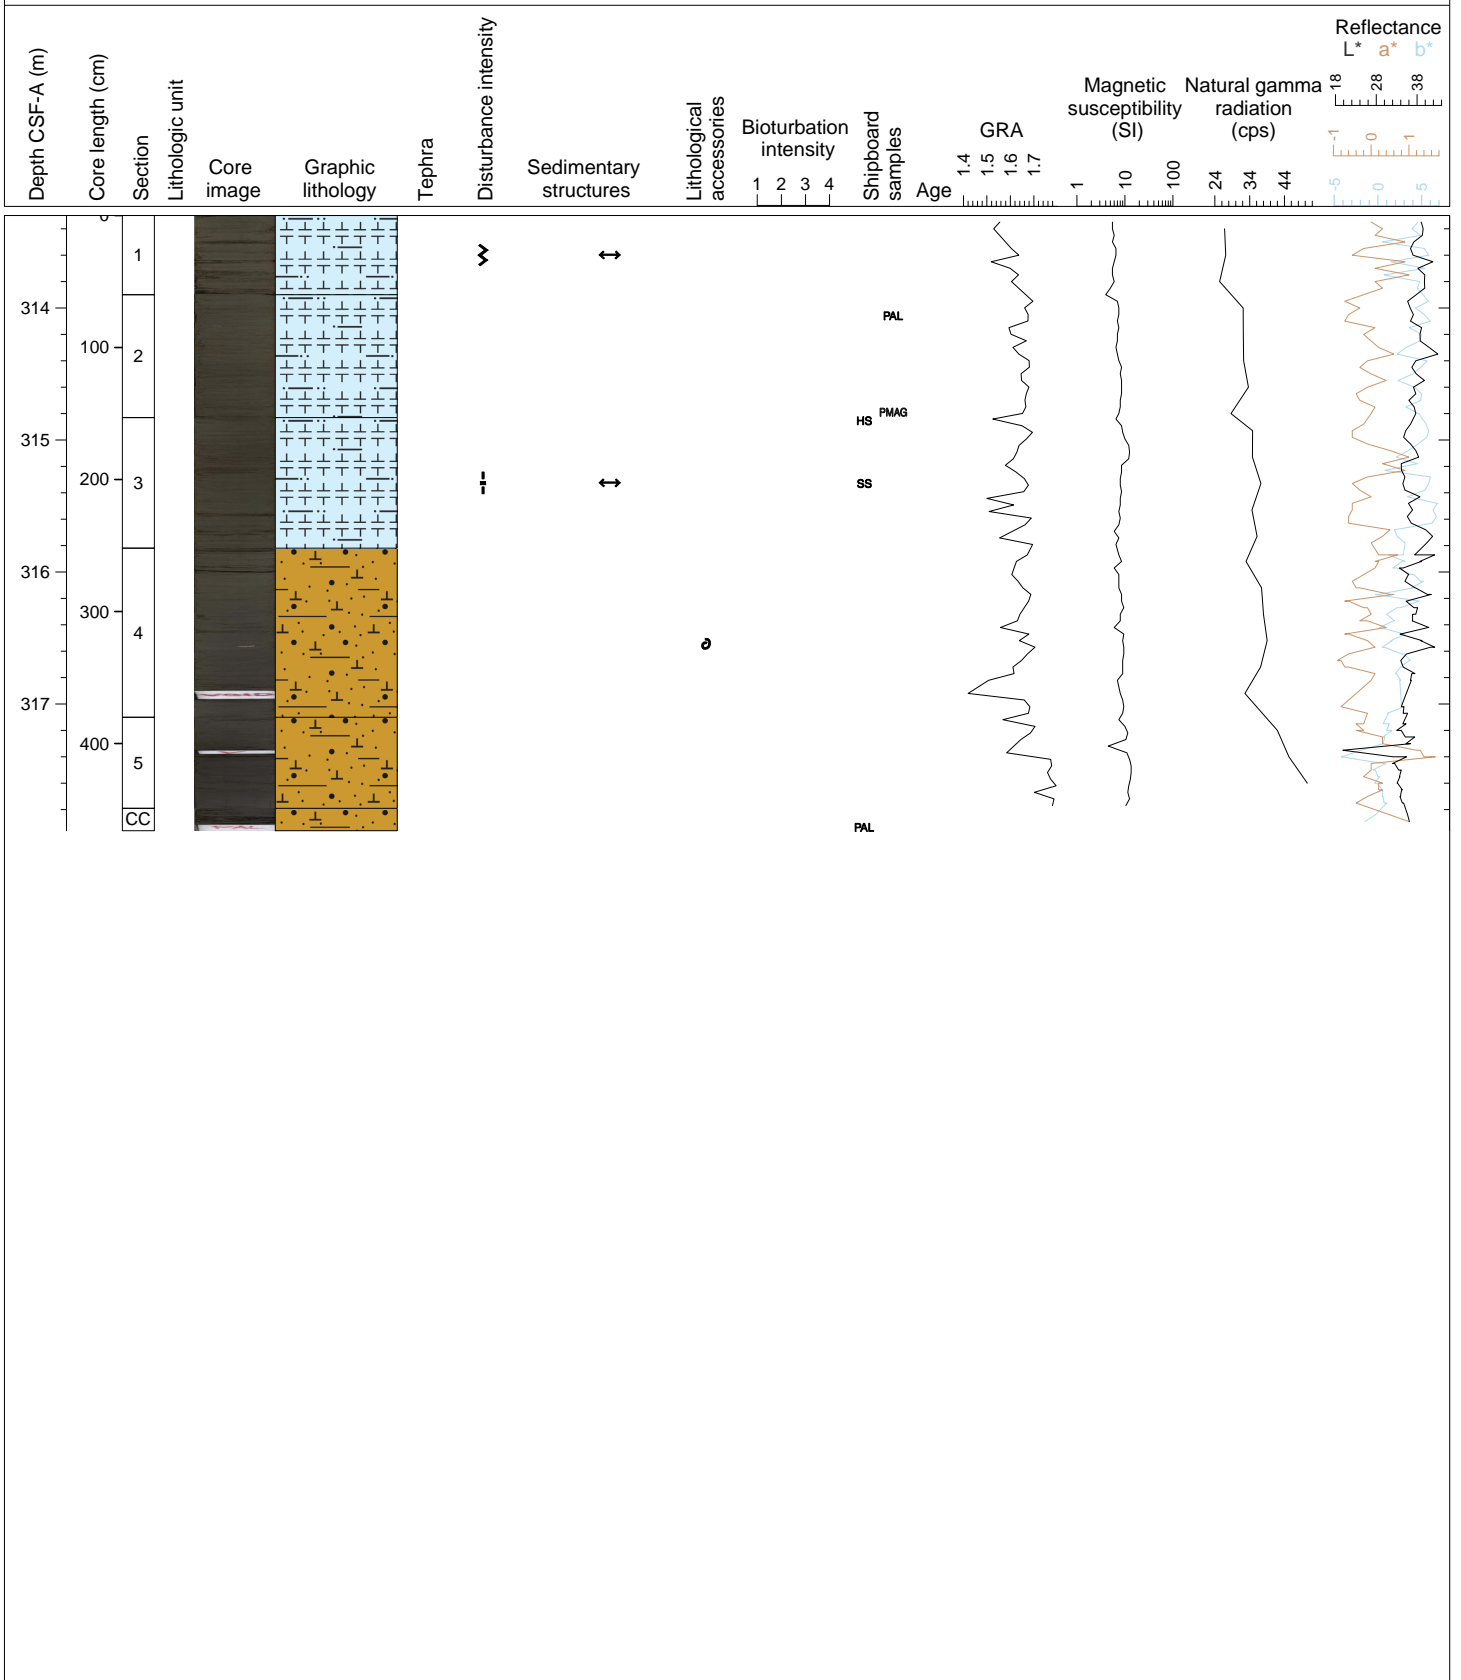 Depth CSF-A (m)
Core length (cm)
Section
Lithologic unit
Core
image
Graphic
lithology
Tephra
Disturbance intensity
Sedimentary
structures
Lithological
accessories
Bioturbation
intensity
1 2 3 4
Shipboard
samples
Age
GRA
1.4 1.5 1.6 1.7
Magnetic
susceptibility
(SI)
1 10 100
Natural gamma
radiation
(cps)
24 34 44
Reflectance
L* a* b*
18 28 38
-1 0 1
-5 0 5
0
1
314
PAL
100
2
PMAG
HS
315
200
3
SS
316
300
4
317
400
5
CC
PAL